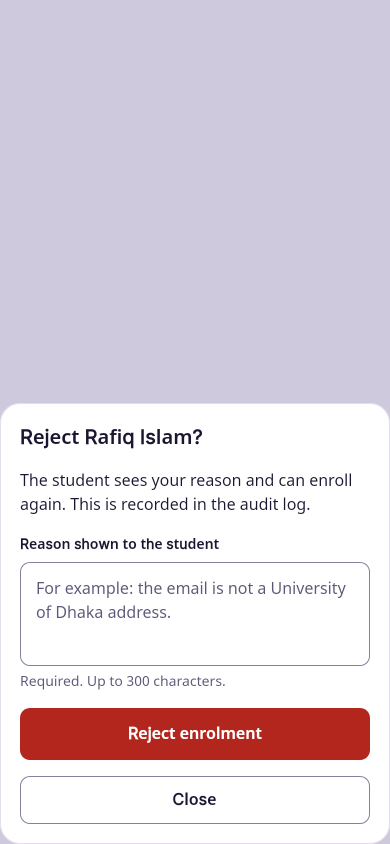 Reject Rafiq Islam?
The student sees your reason and can enroll
again. This is recorded in the audit log.
Reason shown to the student
For example: the email is not a University
of Dhaka address.
Required. Up to 300 characters.
Reject enrolment
Close